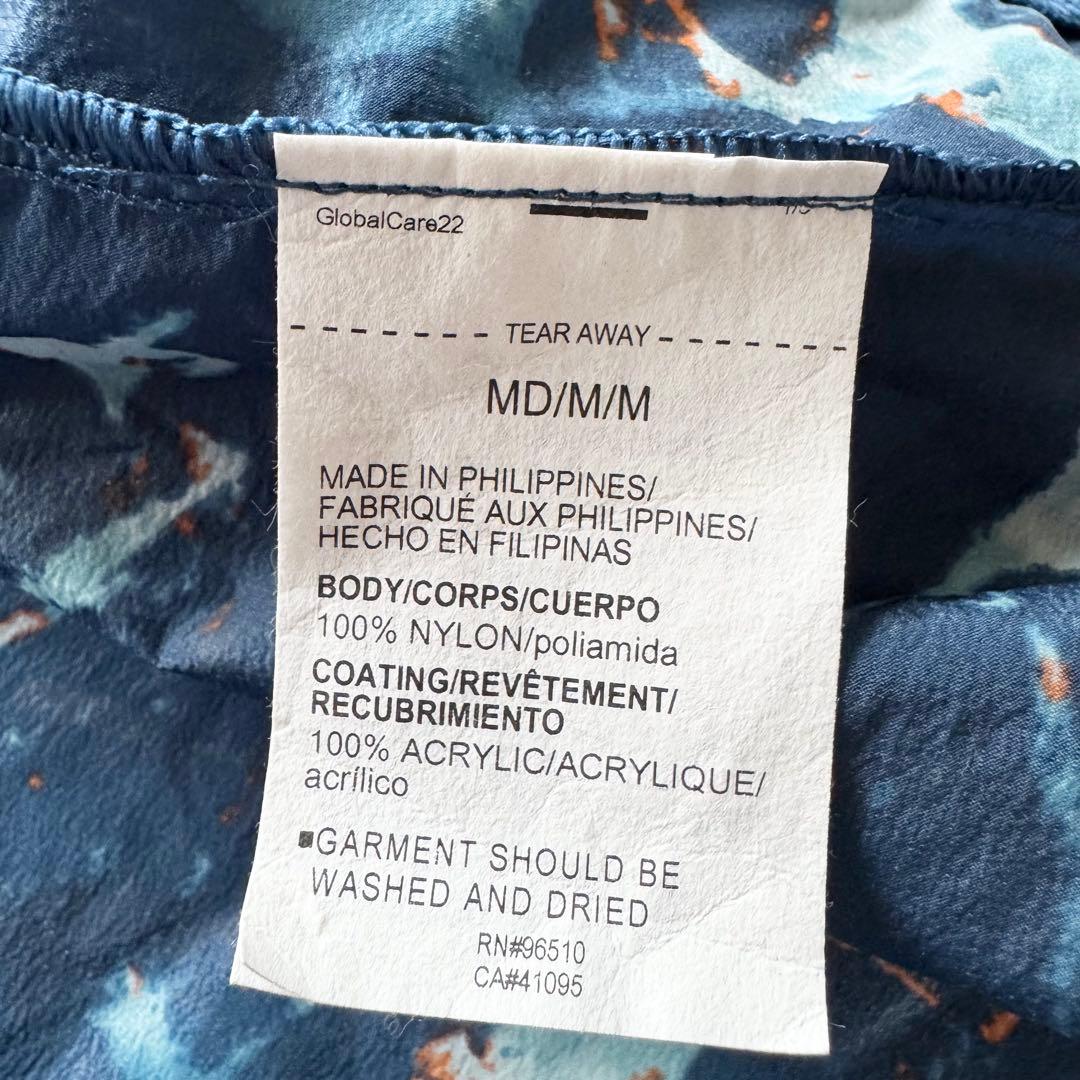 GlobalCare22
TEAR AWAY
MD/M/M
MADE IN PHILIPPINES/
FABRIQUÉ AUX PHILIPPINES/
HECHO EN FILIPINAS
BODY/CORPS/CUERPO
100% NYLON/poliamida
COATING/REVÊTEMENT/
RECUBRIMIENTO
100% ACRYLIC/ACRYLIQUE/
acrílico
GARMENT SHOULD BE
WASHED AND DRIED
RN#96510
CA#41095